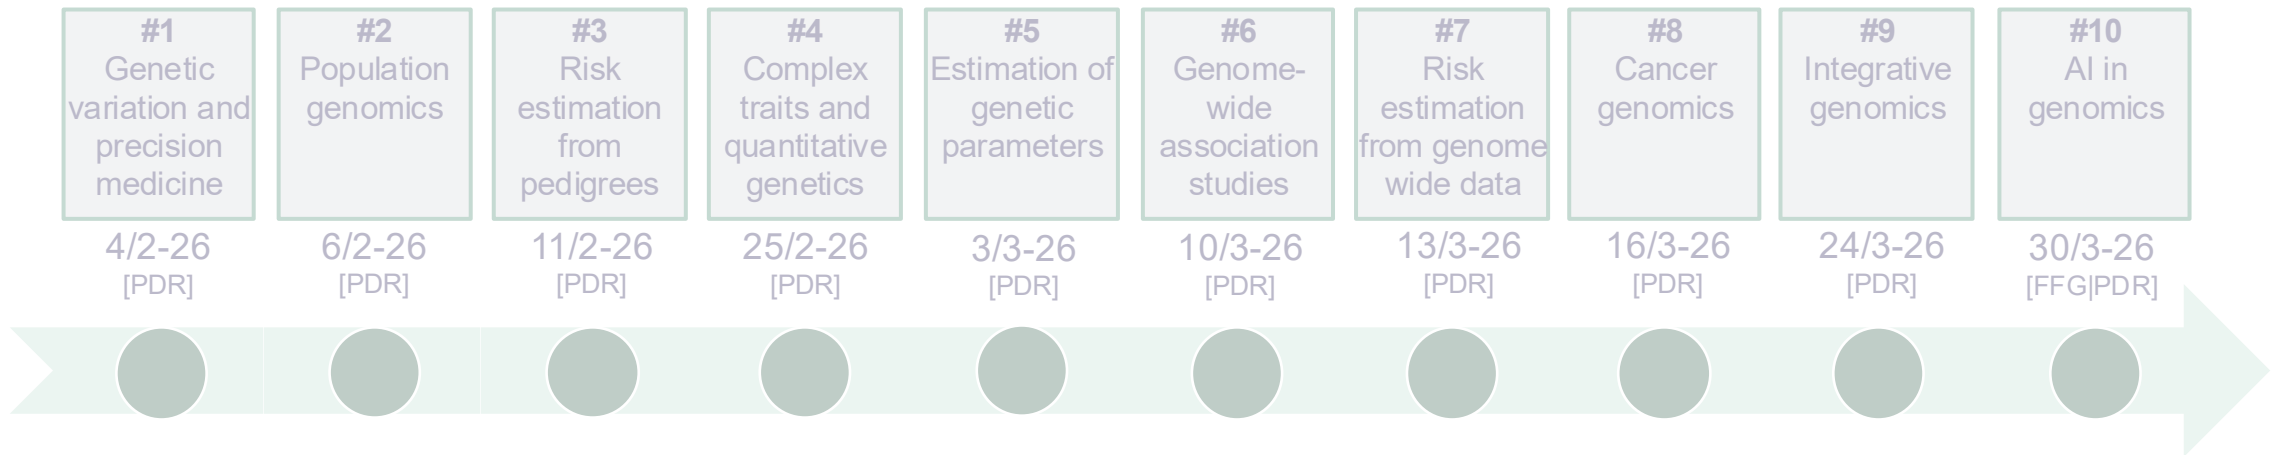 #1
Genetic
variation and
precision
medicine
4/2-26
[PDR]
#2
Population
genomics
6/2-26
[PDR]
#3
Risk
estimation
from
pedigrees
11/2-26
[PDR]
#4
Complex
traits and
quantitative
genetics
25/2-26
[PDR]
#5
Estimation of
genetic
parameters
3/3-26
[PDR]
#6
Genome-
wide
association
studies
10/3-26
[PDR]
#7
Risk
estimation
from genome
wide data
13/3-26
[PDR]
#8
Cancer
genomics
16/3-26
[PDR]
#9
Integrative
genomics
24/3-26
[PDR]
#10
AI in
genomics
30/3-26
[FFG|PDR]